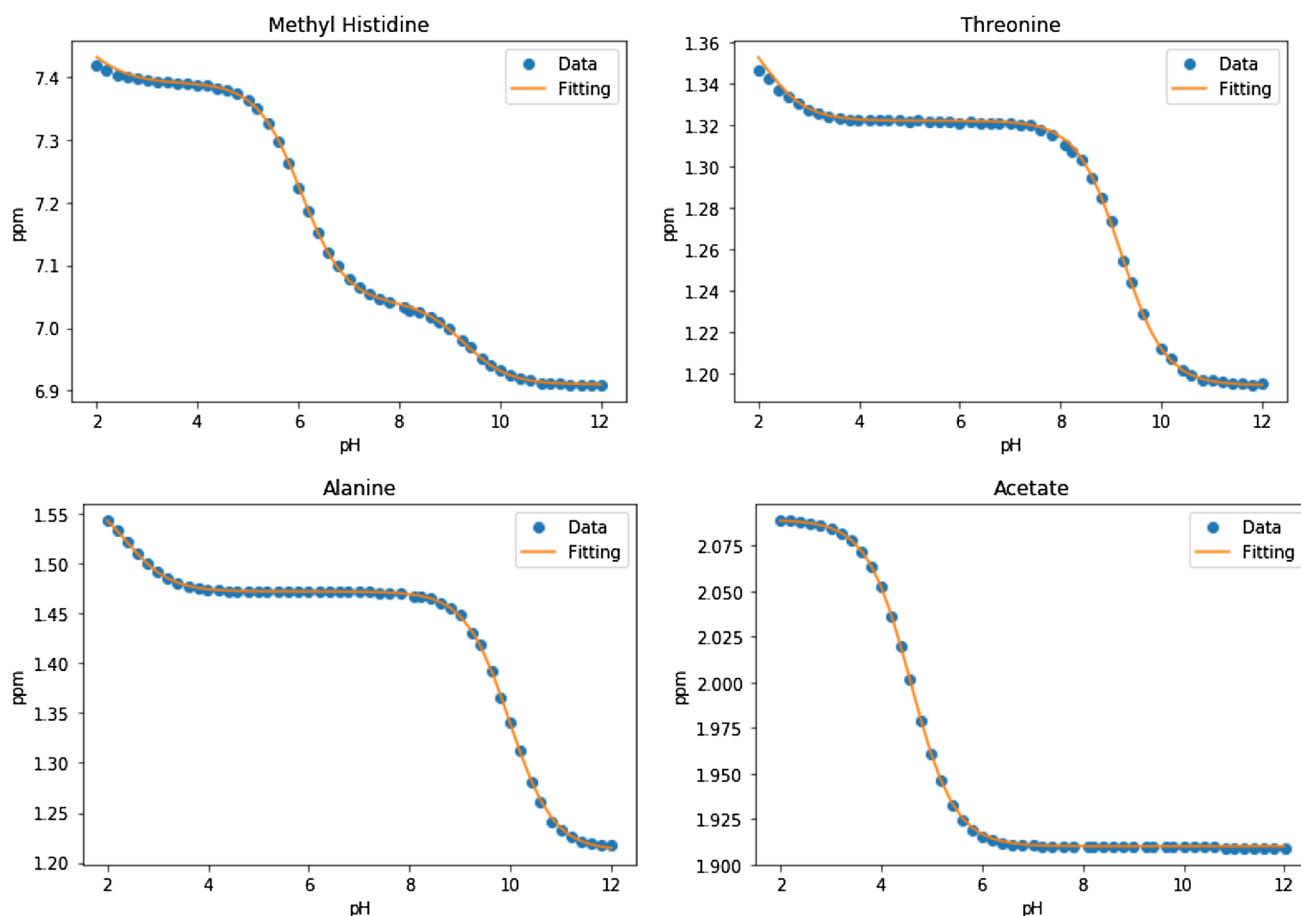 Methyl Histidine
7.4
7.3
7.2
7.1
7.0
6.9
ppm
2 4 6 8 10 12
pH
Data
Fitting
Threonine
1.36
1.34
1.32
1.30
1.28
1.26
1.24
1.22
1.20
ppm
2 4 6 8 10 12
pH
Data
Fitting
Alanine
1.55
1.50
1.45
1.40
1.35
1.30
1.25
1.20
ppm
2 4 6 8 10 12
pH
Data
Fitting
Acetate
2.075
2.050
2.025
2.000
1.975
1.950
1.925
1.900
ppm
2 4 6 8 10 12
pH
Data
Fitting